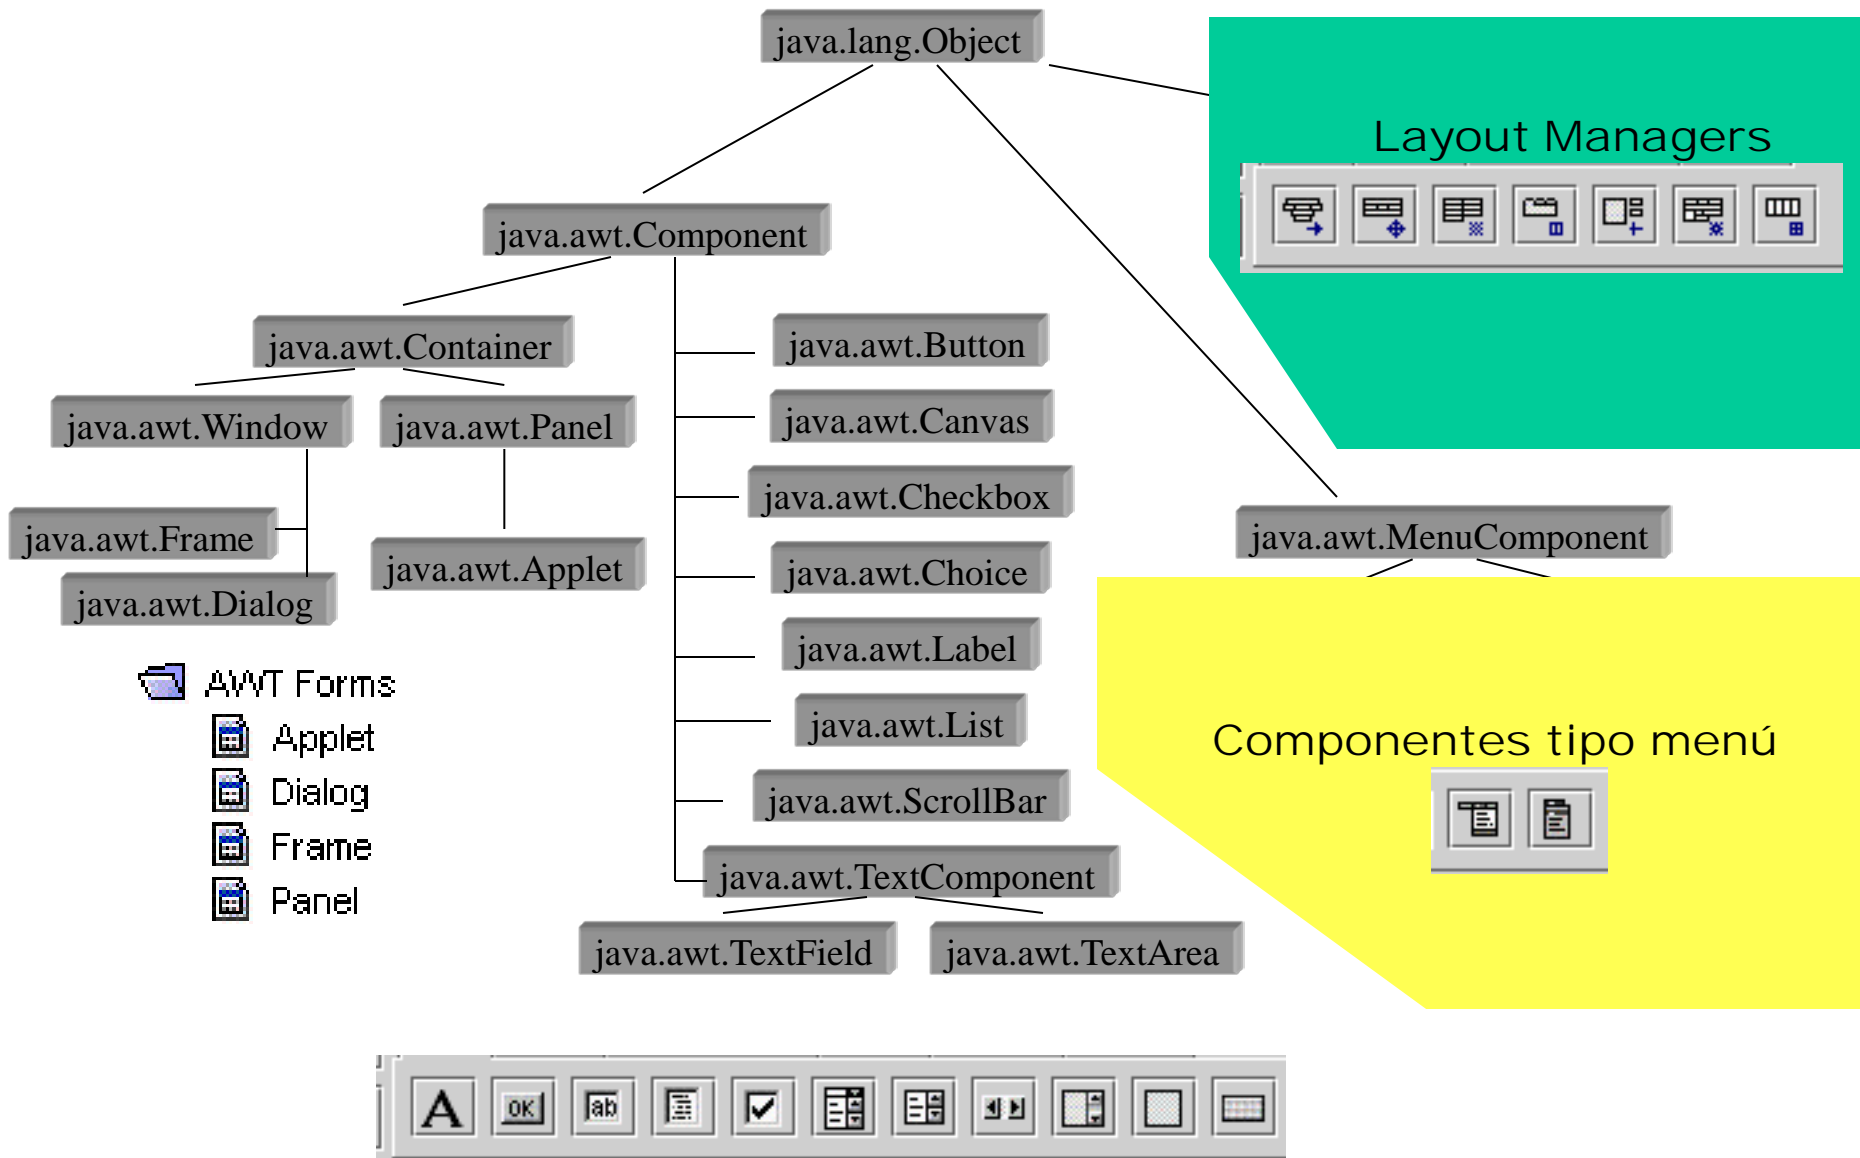 java.lang.Object
Layout Managers
java.awt.Component
java.awt.Container
java.awt.Button
java.awt.Window
java.awt.Panel
java.awt.Canvas
java.awt.Checkbox
java.awt.Frame
java.awt.Applet
java.awt.MenuComponent
java.awt.Choice
java.awt.Dialog
java.awt.Label
AWT Forms
Applet
Dialog
Frame
Panel
java.awt.List
Componentes tipo menú
java.awt.ScrollBar
java.awt.TextComponent
java.awt.TextField
java.awt.TextArea
A
OK
ab